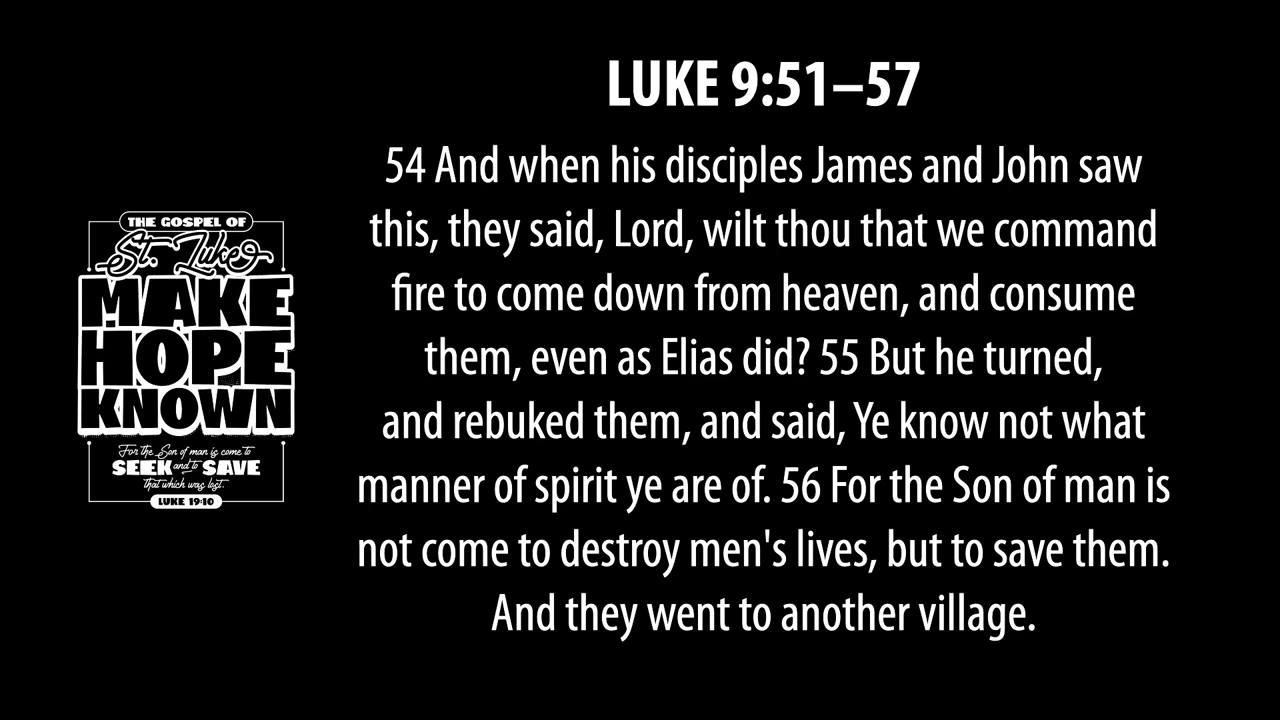 LUKE 9:51–57
54 And when his disciples James and John saw
this, they said, Lord, wilt thou that we command
fire to come down from heaven, and consume
them, even as Elias did? 55 But he turned,
and rebuked them, and said, Ye know not what
manner of spirit ye are of. 56 For the Son of man is
not come to destroy men's lives, but to save them.
And they went to another village.
THE GOSPEL OF
St. Luke
MAKE
HOPE
KNOWN
For the Son of man is come to
SEEK and to SAVE
that which was lost.
LUKE 19:10